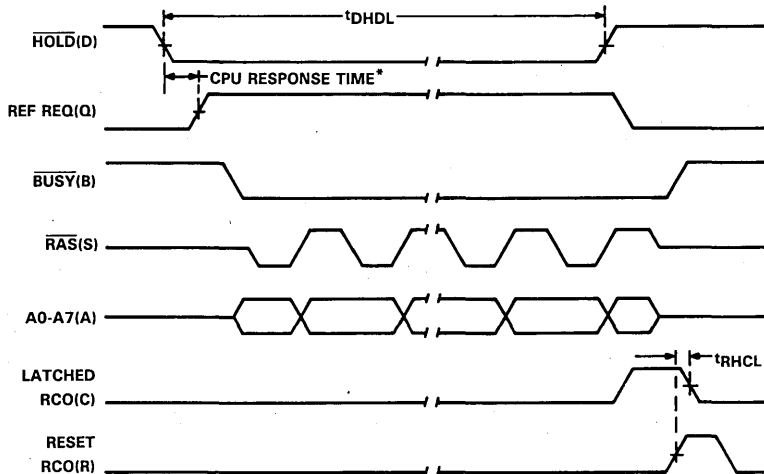 tDHDL
HOLD(D)
CPU RESPONSE TIME*
REF REQ(Q)
BUSY(B)
RAS(S)
A0-A7(A)
LATCHED
RCO(C)
tRHCL
RESET
RCO(R)